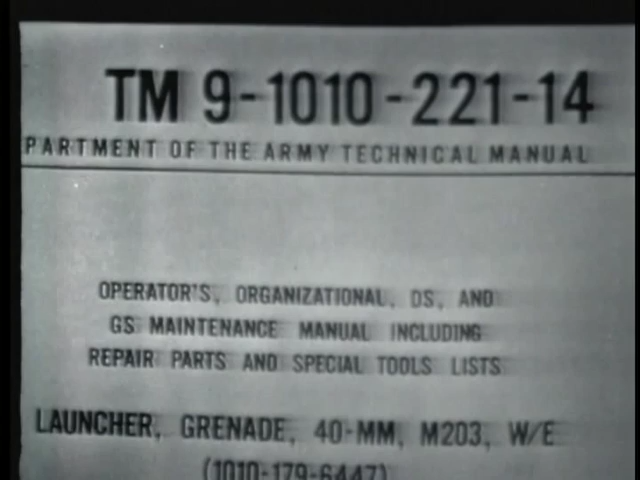 TM 9-1010-221-14
PARTMENT OF THE ARMY TECHNICAL MANUAL
OPERATOR'S, ORGANIZATIONAL, DS, AND
GS MAINTENANCE MANUAL INCLUDING
REPAIR PARTS AND SPECIAL TOOLS LISTS
LAUNCHER, GRENADE, 40-MM, M203, W/E
(1010-179-6447)